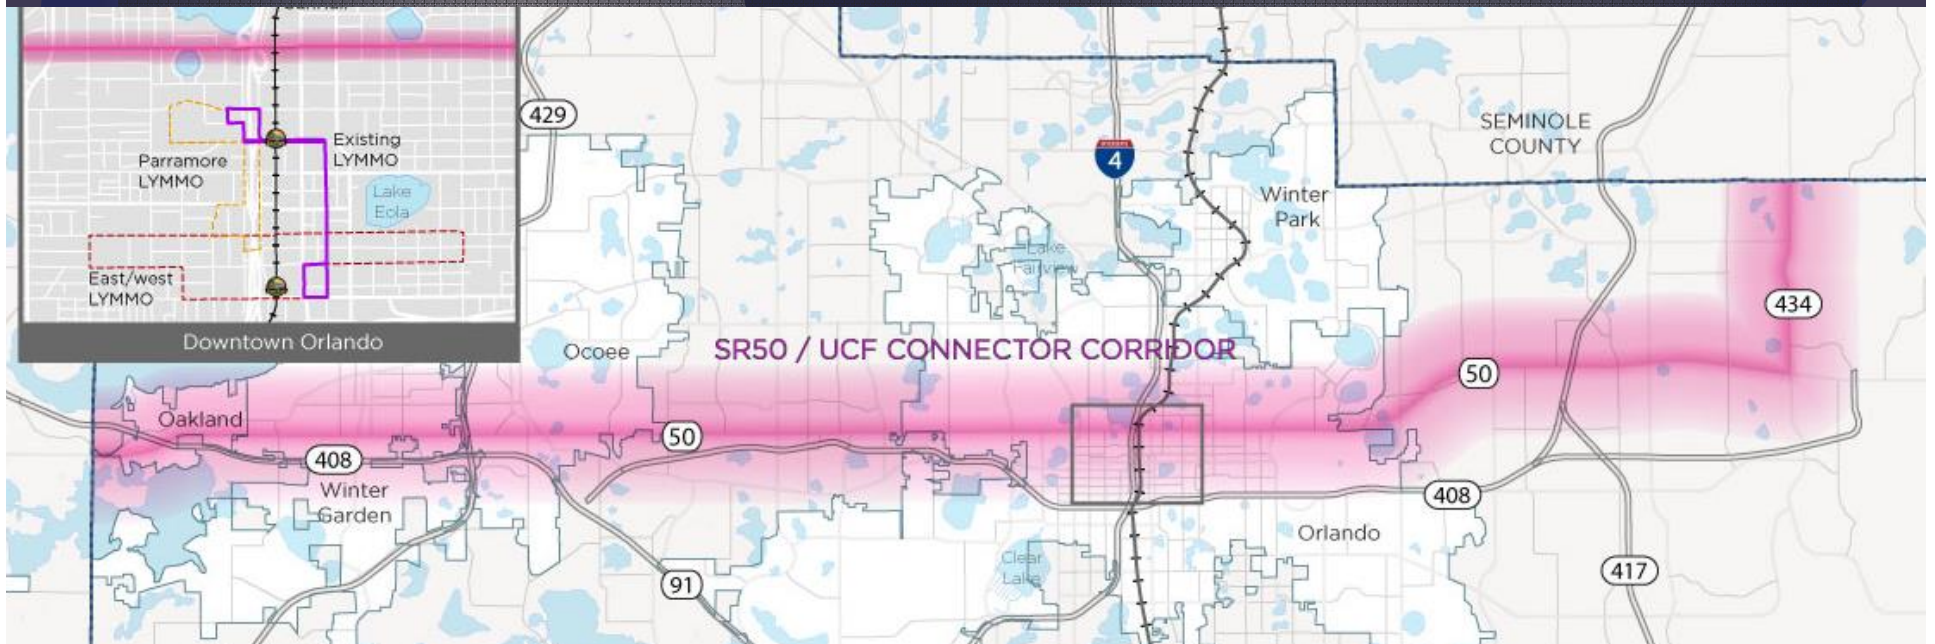 Existing
LYMMO
Parramore
LYMMO
Lake
Eola
East/west
LYMMO
Downtown Orlando
429
4
SEMINOLE
COUNTY
Winter
Park
Lake
Fairview
434
Ocoee
SR50 / UCF CONNECTOR CORRIDOR
50
Oakland
50
408
Winter
Garden
408
Orlando
Clear
Lake
91
417